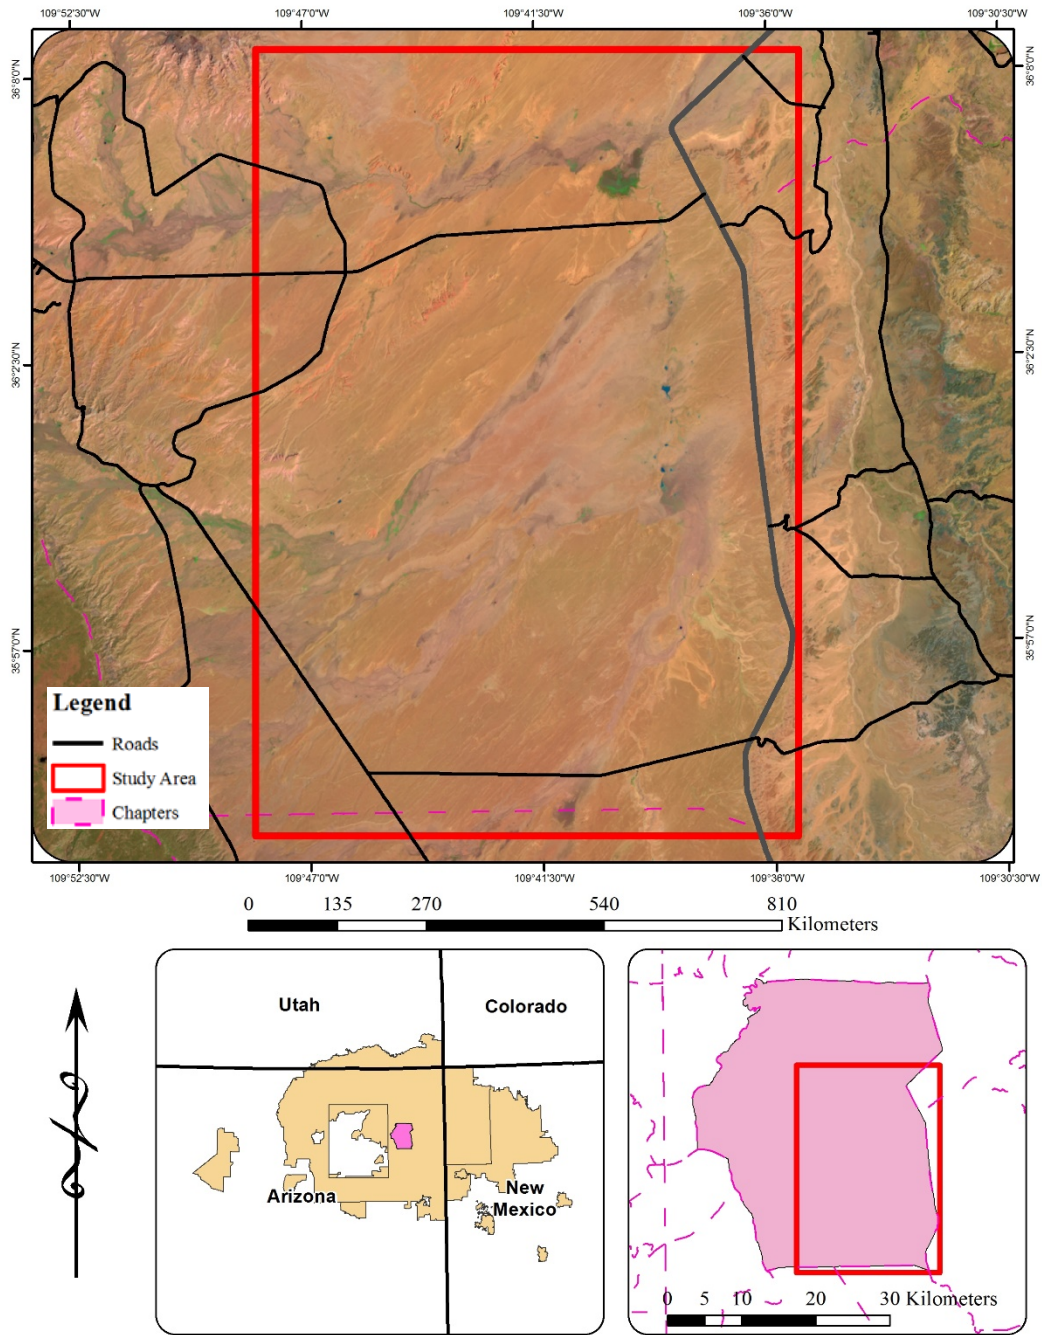 109°52'30"W 109°47'0"W 109°41'30"W 109°36'0"W 109°30'30"W
36°8'0"N 36°8'0"N
36°2'30"N 36°2'30"N
35°57'0"N 35°57'0"N
Legend
Roads
Study Area
Chapters
109°52'30"W 109°47'0"W 109°41'30"W 109°36'0"W 109°30'30"W
0 135 270 540 810
Kilometers
Utah Colorado
Arizona New
Mexico
N
0 5 10 20 30 Kilometers